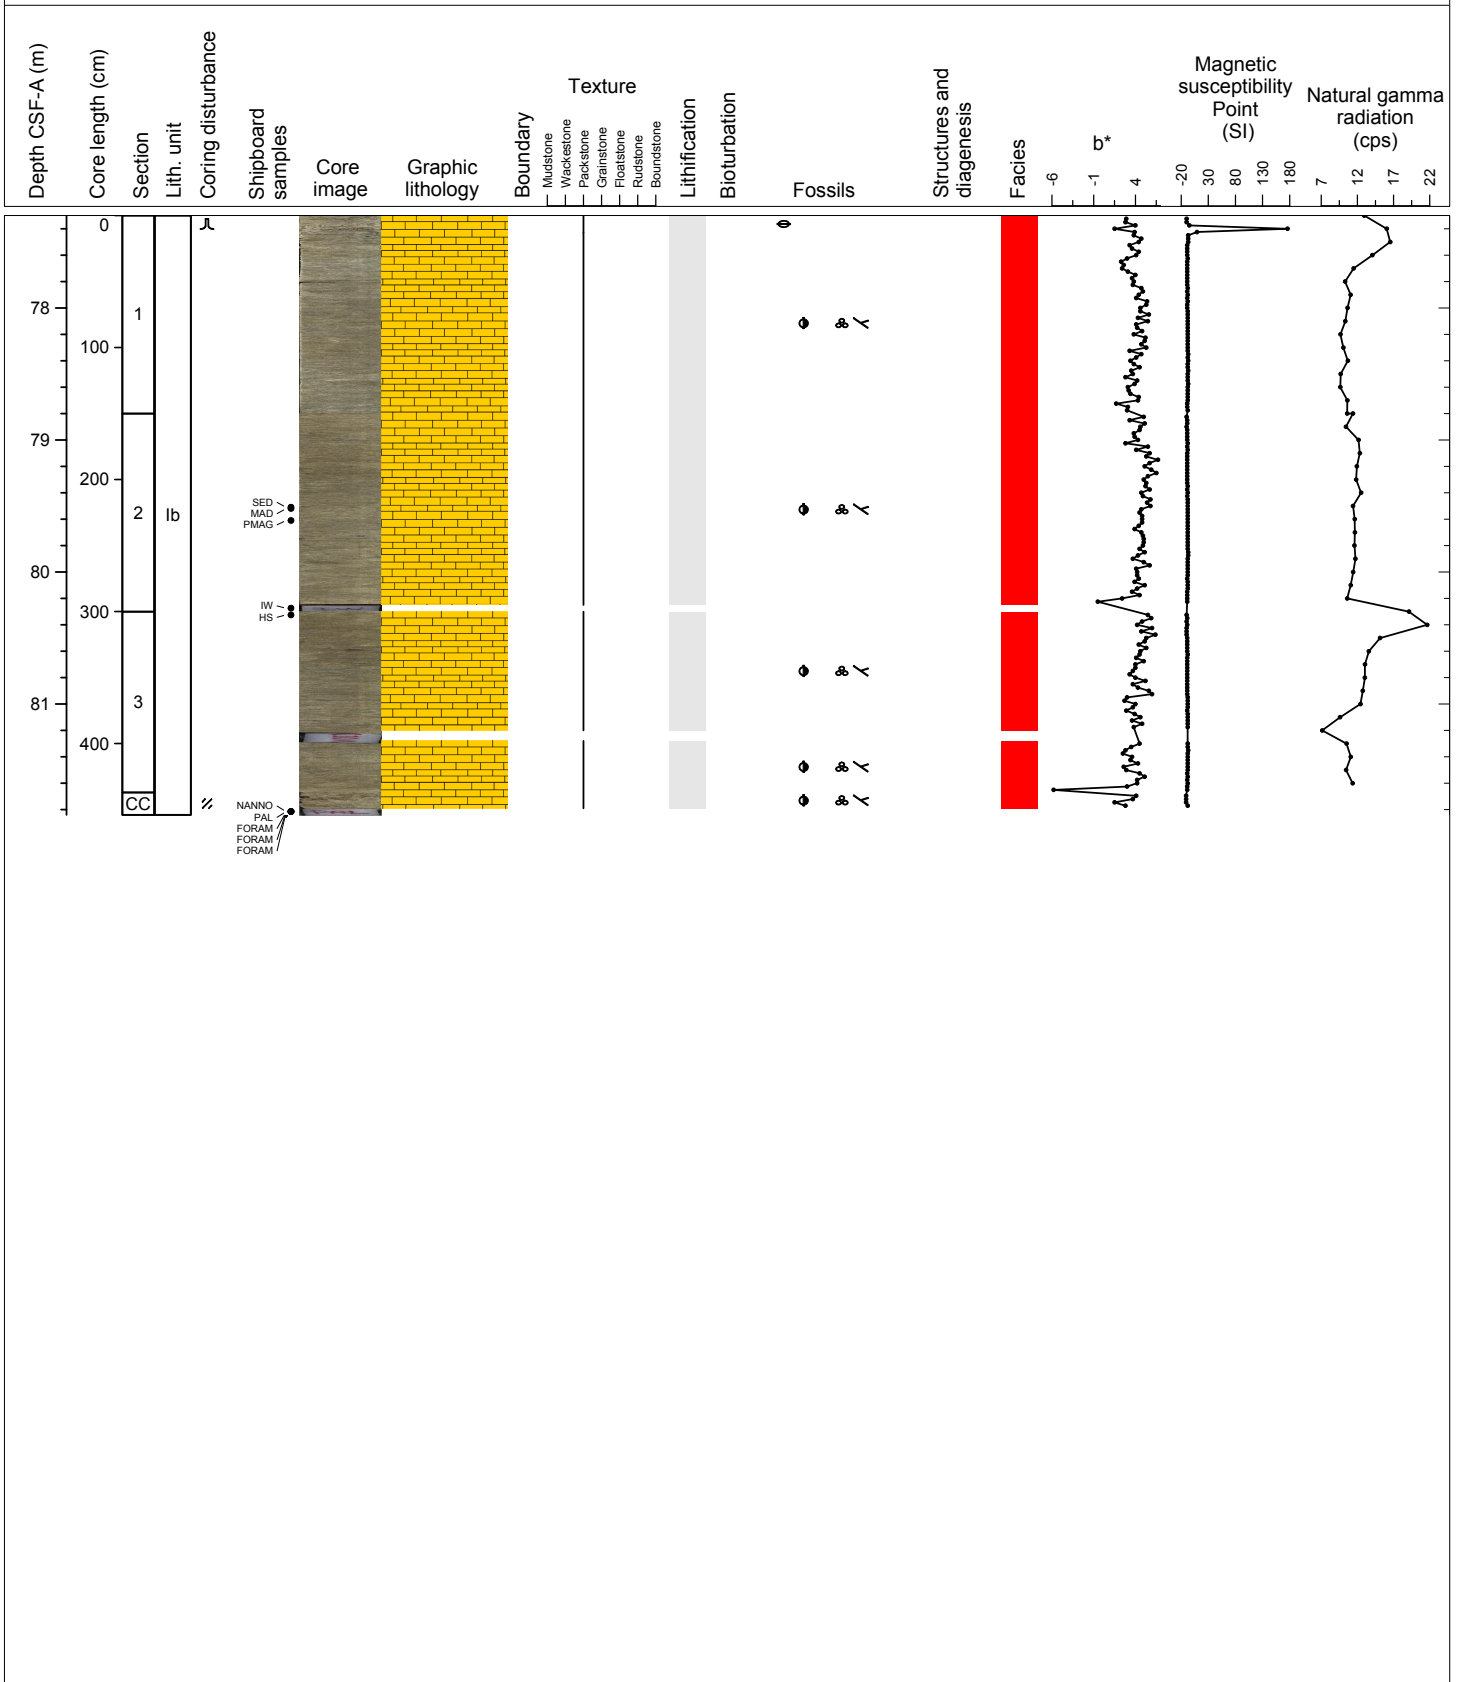 Depth CSF-A (m)
Core length (cm)
Section
Lith. unit
Coring disturbance
Shipboard
samples
Core
image
Graphic
lithology
Boundary
Texture
Mudstone
Wackestone
Packstone
Grainstone
Floatstone
Rudstone
Boundstone
Lithification
Bioturbation
Fossils
Structures and
diagenesis
Facies
b*
-6
-1
4
Magnetic
susceptibility
Point
(SI)
-20
30
80
130
180
Natural gamma
radiation
(cps)
7
12
17
22
0
78
1
100
79
200
SED
MAD
PMAG
2
Ib
80
IW
300
HS
3
81
400
CC
NANNO
PAL
FORAM
FORAM
FORAM